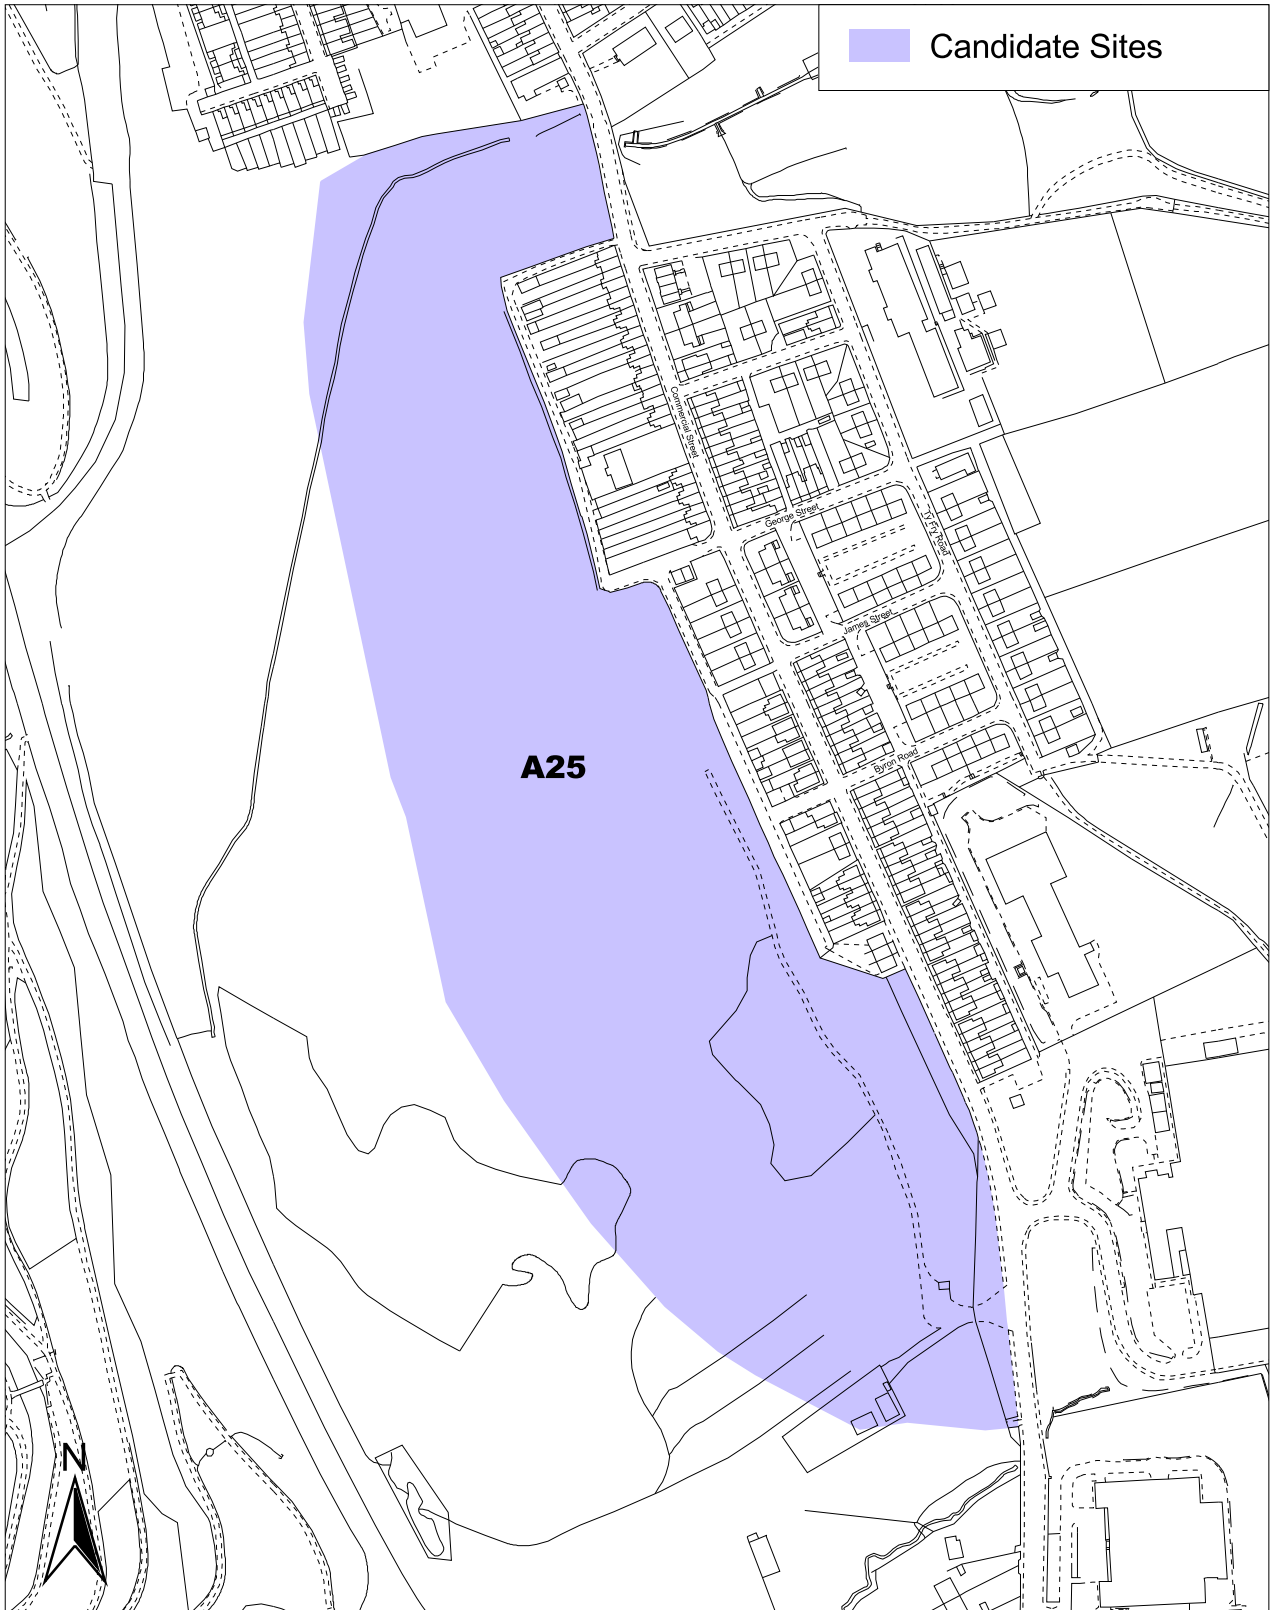 Candidate Sites
Commercial Street
George Street
Ty Fry Road
James Street
Byron Road
A25
N